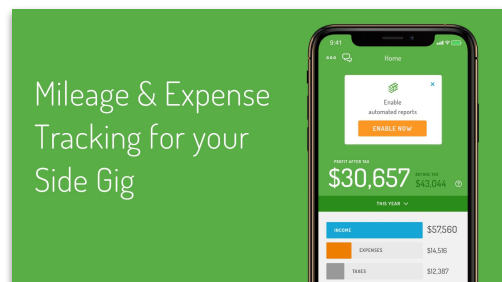 Mileage & Expense
Tracking for your
Side Gig
9:41
Home
Enable
automated reports
ENABLE NOW
PROFIT AFTER TAX
$30,657
$43,044
THIS YEAR
INCOME
$57,560
EXPENSES
$14,516
TAXES
$12,387